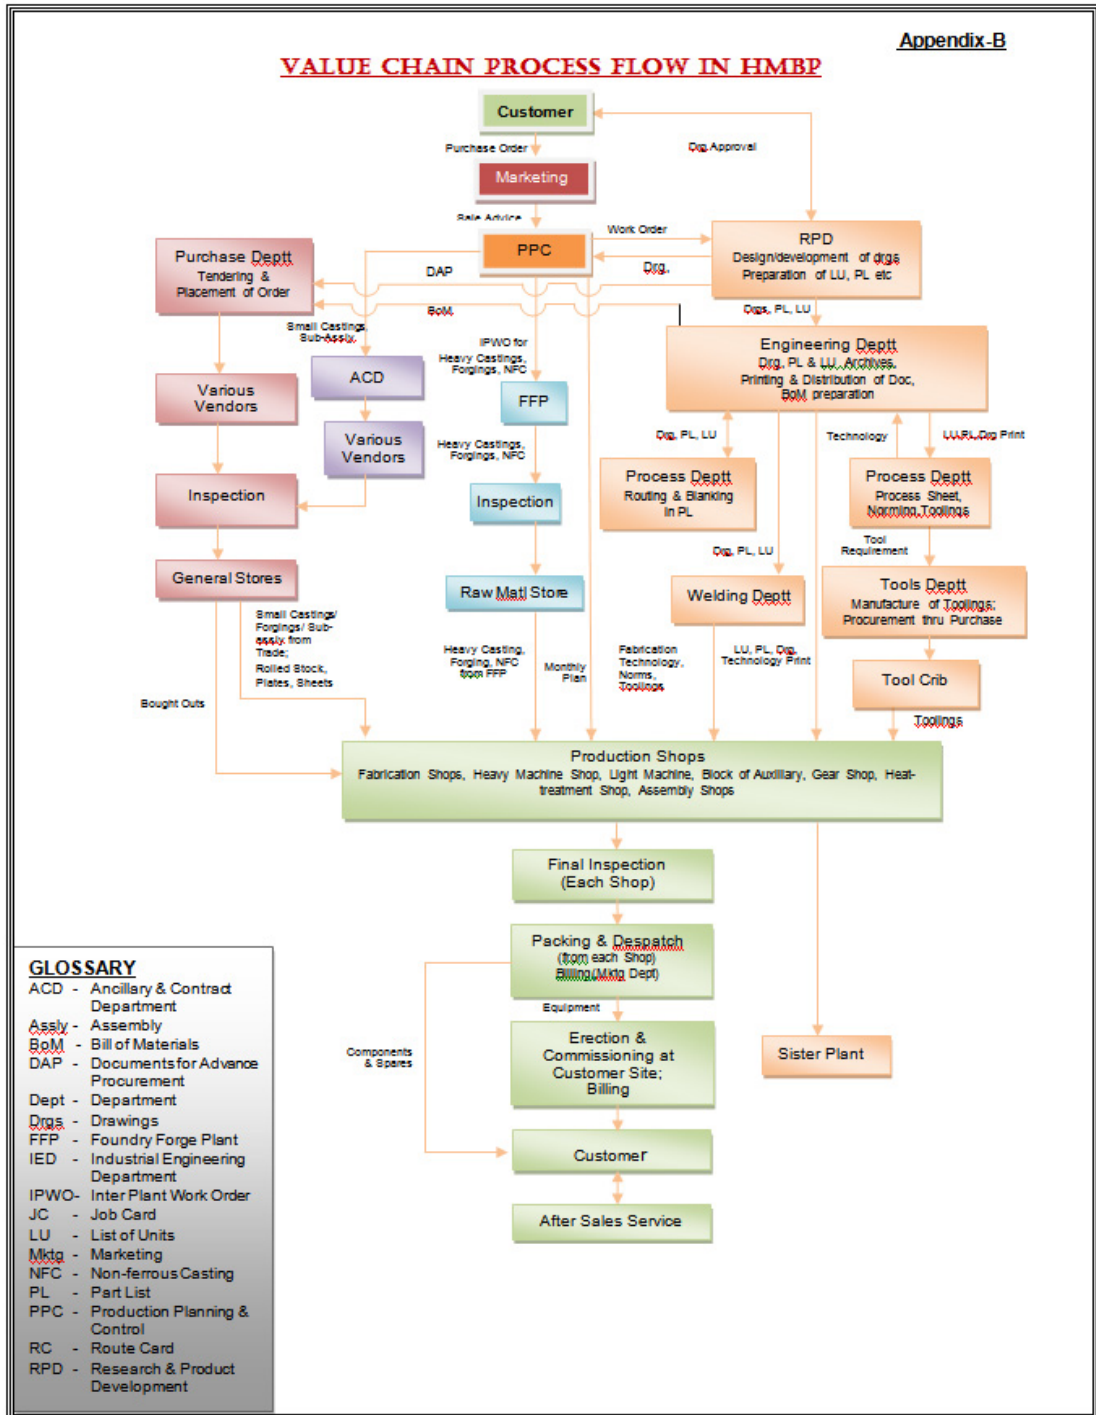 Appendix-B
VALUE CHAIN PROCESS FLOW IN HMBP
Customer
Purchase Order
Drg Approval
Marketing
Sale Advice
PPC
Work Order
Drg,
RPD
Design/development of drgs
Preparation of LU, PL etc
Purchase Deptt
Tendering &
Placement of Order
DAP
BoM
Drgs, PL, LU
Small Castings,
Sub-Assly,
IPWO for
Heavy Castings,
Forgings, NFC
Engineering Deptt
Drg, PL & LU Archives,
Printing & Distribution of Doc,
BoM preparation
Various
Vendors
ACD
FFP
Drg, PL, LU
Technology
LU,PL,Drg Print
Various
Vendors
Heavy Castings,
Forgings, NFC
Process Deptt
Routing & Blanking
in PL
Process Deptt
Process Sheet,
Norming,Toolings
Inspection
Inspection
Tool
Requirement
Drg, PL, LU
General Stores
Raw Matl Store
Welding Deptt
Tools Deptt
Manufacture of Toolings;
Procurement thru Purchase
Small Castings/
Forgings/ Sub-
assly from
Trade;
Rolled Stock,
Plates, Sheets
Heavy Casting,
Forging, NFC
from FFP
Monthly
Plan
Fabrication
Technology,
Norms,
Toolings
LU, PL, Drg,
Technology Print
Tool Crib
Bought Outs
Toolings
Production Shops
Fabrication Shops, Heavy Machine Shop, Light Machine, Block of Auxiliary, Gear Shop, Heat-
treatment Shop, Assembly Shops
Final Inspection
(Each Shop)
Packing & Despatch
(from each Shop)
Billing(Mktg Dept)
Equipment
Components
& Spares
Erection &
Commissioning at
Customer Site;
Billing
Sister Plant
Customer
After Sales Service
GLOSSARY
ACD - Ancillary & Contract
Department
Assly - Assembly
BoM - Bill of Materials
DAP - Documents for Advance
Procurement
Dept - Department
Drgs - Drawings
FFP - Foundry Forge Plant
IED - Industrial Engineering
Department
IPWO- Inter Plant Work Order
JC - Job Card
LU - List of Units
Mktg - Marketing
NFC - Non-ferrous Casting
PL - Part List
PPC - Production Planning &
Control
RC - Route Card
RPD - Research & Product
Development